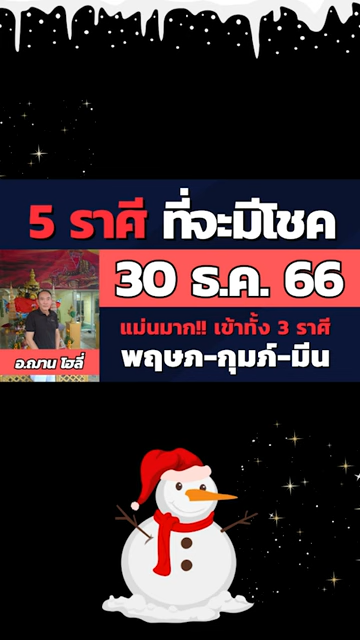 5 ราศี ที่จะมีโชค
30 ธ.ค. 66
แม่นมาก!! เข้าทั้ง 3 ราศี
พฤษภ-กุมภ์-มีน
อ.ฌาน โฮลี่